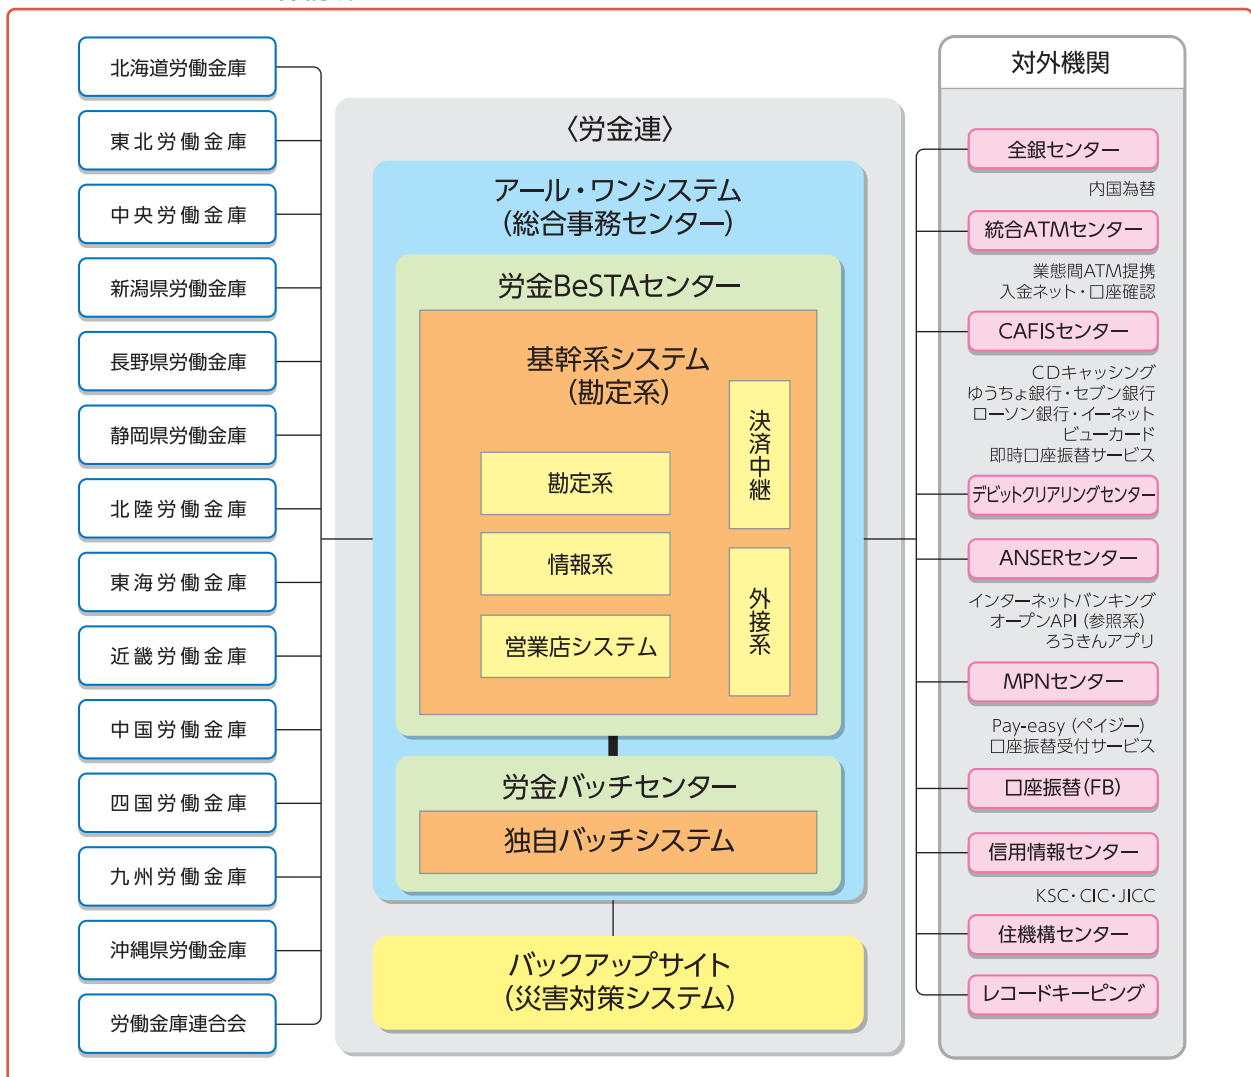 北海道労働金庫
東北労働金庫
中央労働金庫
新潟県労働金庫
長野県労働金庫
静岡県労働金庫
北陸労働金庫
東海労働金庫
近畿労働金庫
中国労働金庫
四国労働金庫
九州労働金庫
沖縄県労働金庫
労働金庫連合会
〈労金連〉
アール・ワンシステム
(総合事務センター)
労金BeSTAセンター
基幹系システム
(勘定系)
勘定系
情報系
営業店システム
決済中継
外接系
労金バッチセンター
独自バッチシステム
バックアップサイト
(災害対策システム)
対外機関
全銀センター
内国為替
統合ATMセンター
業態間ATM提携
入金ネット・口座確認
CAFISセンター
CDキャッシング
ゆうちょ銀行・セブン銀行
ローソン銀行・イーネット
ビューカード
即時口座振替サービス
デビットクリアリングセンター
ANSERセンター
インターネットバンキング
オープンAPI(参照系)
ろうきんアプリ
MPNセンター
Pay-easy(ペイジー)
口座振替受付サービス
口座振替(FB)
信用情報センター
KSC・CIC・JICC
住機構センター
レコードキーピング